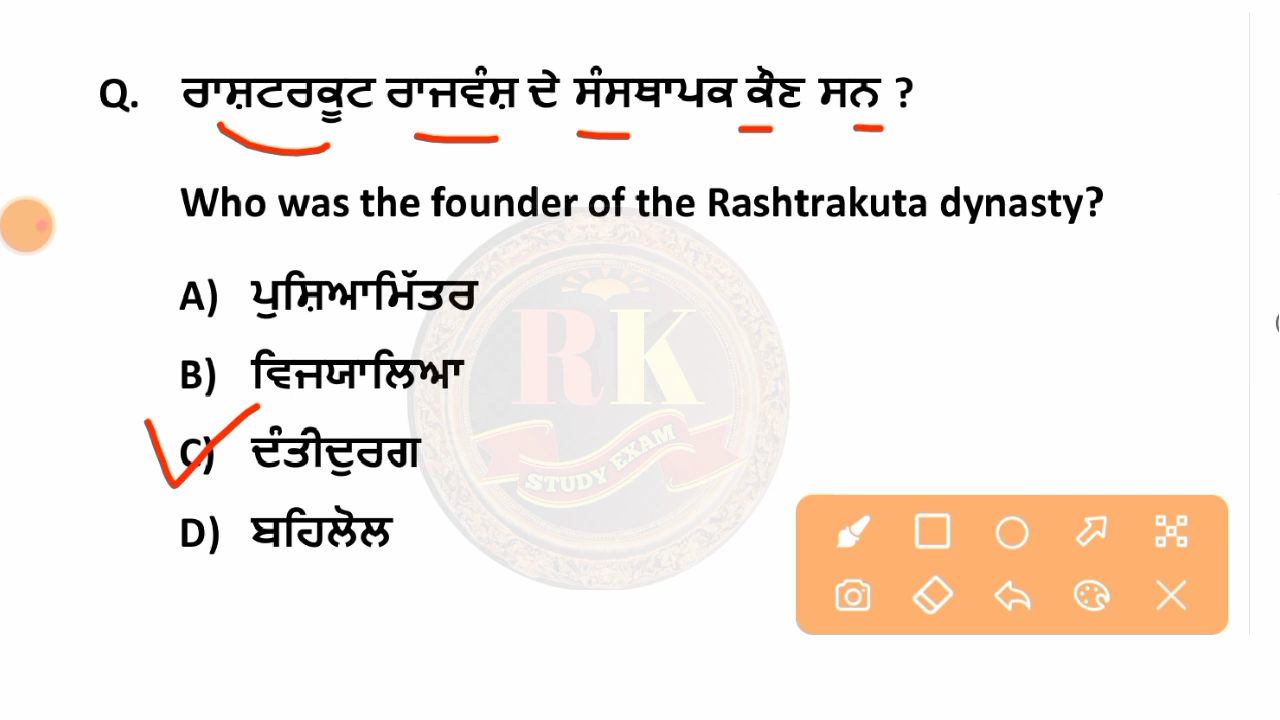 Q. ਰਾਸ਼ਟਰਕੂਟ ਰਾਜਵੰਸ਼ ਦੇ ਸੰਸਥਾਪਕ ਕੌਣ ਸਨ ?
Who was the founder of the Rashtrakuta dynasty?
A) ਪੁਸ਼ਿਆਮਿੱਤਰ
B) ਵਿਜਯਾਲਿਆ
C) ਦੰਤੀਦੁਰਗ
D) ਬਹਿਲੋਲ
RK
STUDY EXAM